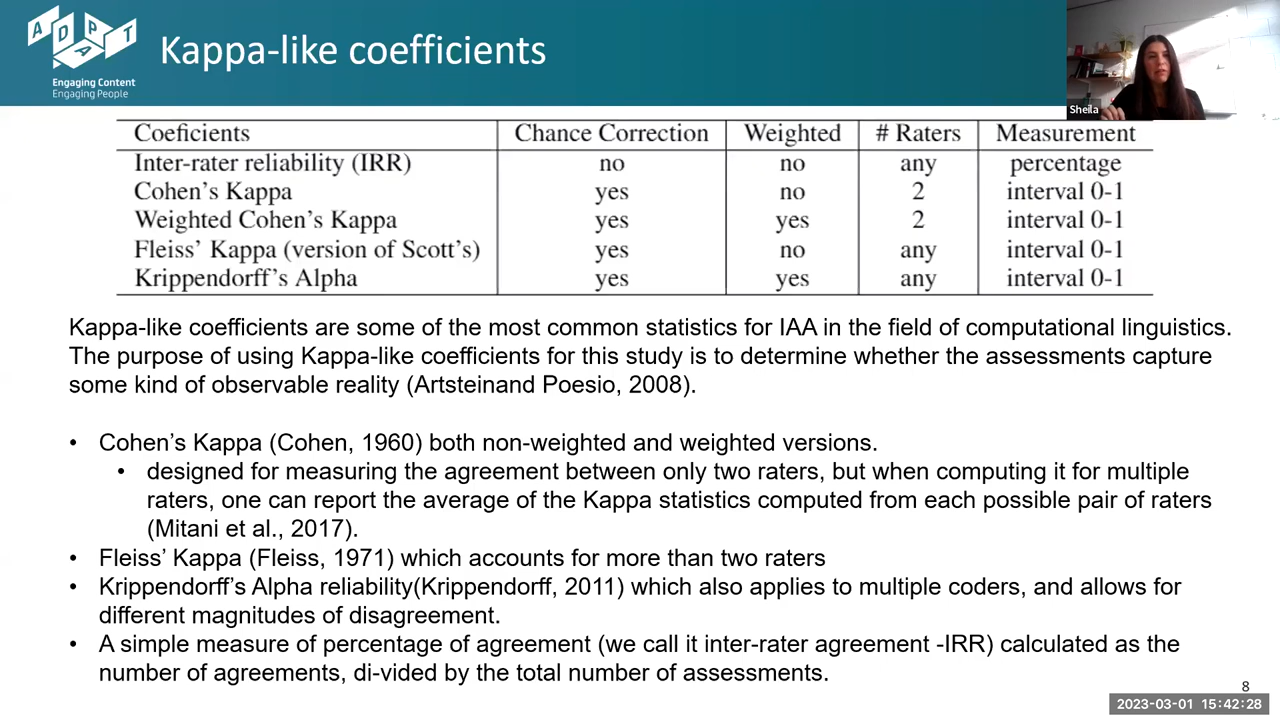 ADAPT
Engaging Content
Engaging People
Kappa-like coefficients
Sheila
Coeficients Chance Correction Weighted # Raters Measurement
Inter-rater reliability (IRR) no no any percentage
Cohen's Kappa yes no 2 interval 0-1
Weighted Cohen's Kappa yes yes 2 interval 0-1
Fleiss' Kappa (version of Scott's) yes no any interval 0-1
Krippendorff's Alpha yes yes any interval 0-1
Kappa-like coefficients are some of the most common statistics for IAA in the field of computational linguistics.
The purpose of using Kappa-like coefficients for this study is to determine whether the assessments capture
some kind of observable reality (Artsteinand Poesio, 2008).
• Cohen's Kappa (Cohen, 1960) both non-weighted and weighted versions.
• designed for measuring the agreement between only two raters, but when computing it for multiple
raters, one can report the average of the Kappa statistics computed from each possible pair of raters
(Mitani et al., 2017).
• Fleiss' Kappa (Fleiss, 1971) which accounts for more than two raters
• Krippendorff's Alpha reliability(Krippendorff, 2011) which also applies to multiple coders, and allows for
different magnitudes of disagreement.
• A simple measure of percentage of agreement (we call it inter-rater agreement -IRR) calculated as the
number of agreements, di-vided by the total number of assessments.
8
2023-03-01 15:42:28